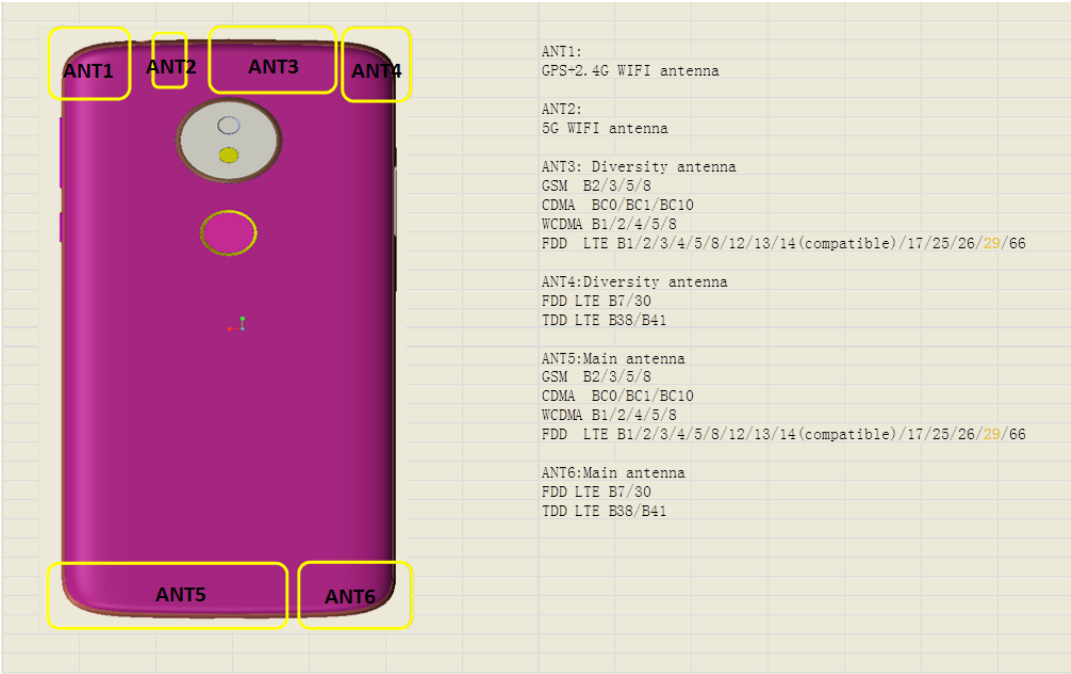 ANT1
ANT2
ANT3
ANT4
ANT5
ANT6
ANT1:
GPS+2.4G WIFI antenna
ANT2:
5G WIFI antenna
ANT3: Diversity antenna
GSM B2/3/5/8
CDMA BC0/BC1/BC10
WCDMA B1/2/4/5/8
FDD LTE B1/2/3/4/5/8/12/13/14(compatible)/17/25/26/29/66
ANT4:Diversity antenna
FDD LTE B7/30
TDD LTE B38/B41
ANT5:Main antenna
GSM B2/3/5/8
CDMA BC0/BC1/BC10
WCDMA B1/2/4/5/8
FDD LTE B1/2/3/4/5/8/12/13/14(compatible)/17/25/26/29/66
ANT6:Main antenna
FDD LTE B7/30
TDD LTE B38/B41